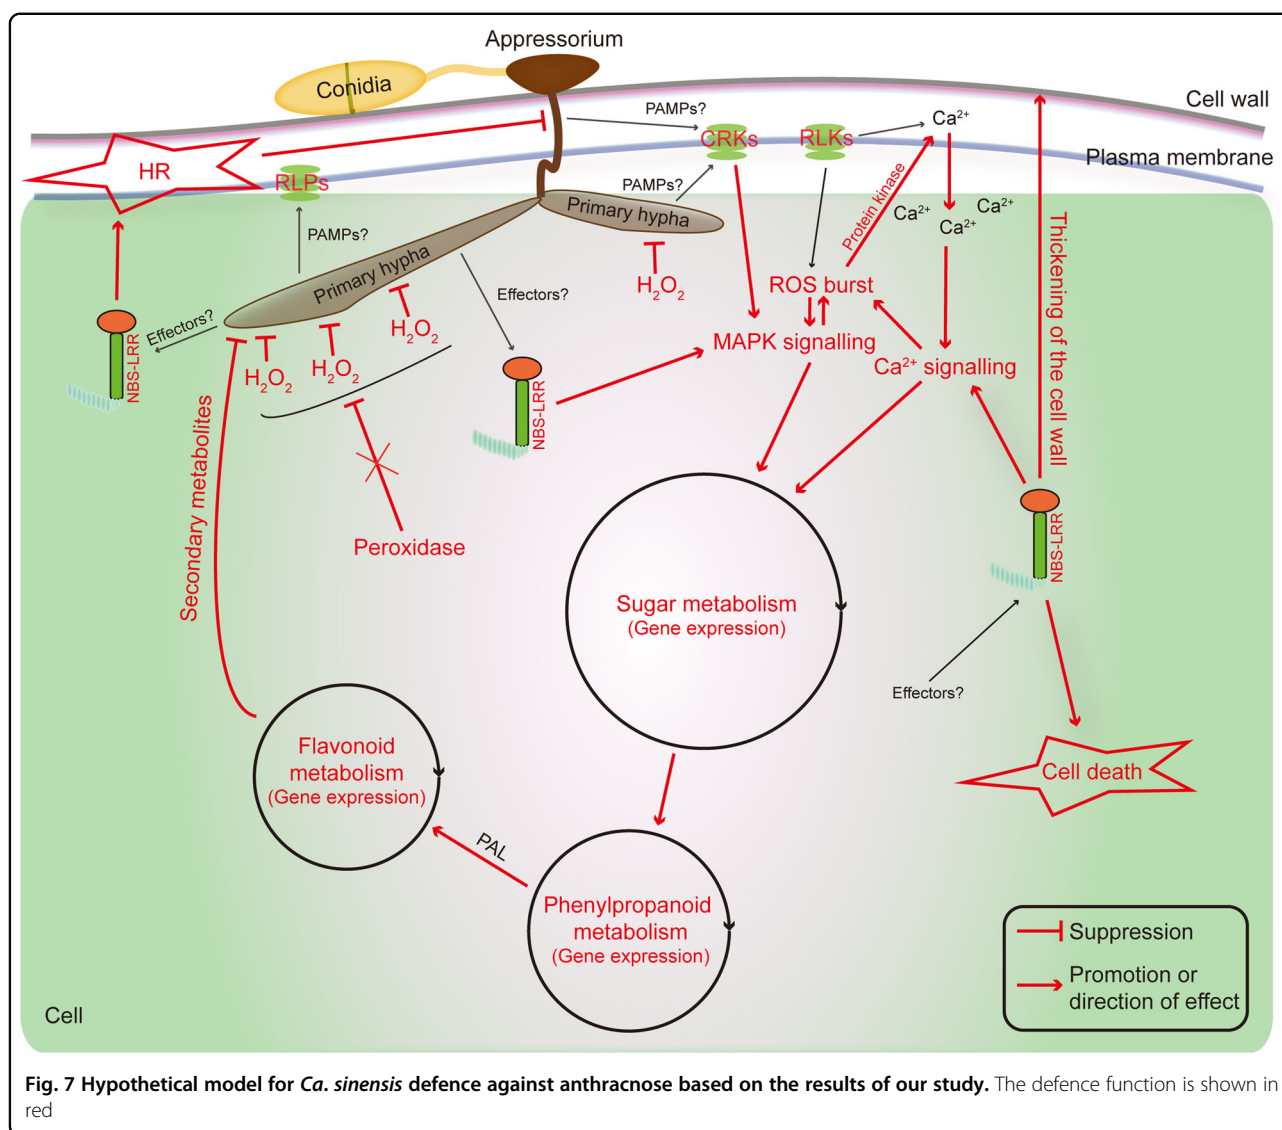 Appressorium
Conidia
Cell wall
PAMPs?
Ca²⁺
CRKs
RLKs
Plasma membrane
HR
RLPs
PAMPs?
Primary hypha
Protein kinase
Ca²⁺
Ca²⁺
Ca²⁺
Thickening of the cell wall
PAMPs?
Primary hypha
H₂O₂
ROS burst
Effectors?
Effectors?
H₂O₂
MAPK signalling
Ca²⁺ signalling
H₂O₂
H₂O₂
NBS-LRR
NBS-LRR
Secondary metabolites
Peroxidase
NBS-LRR
Sugar metabolism
(Gene expression)
Effectors?
Flavonoid
metabolism
(Gene expression)
Cell death
PAL
Phenylpropanoid
metabolism
(Gene expression)
Suppression
Promotion or
direction of effect
Cell
Fig. 7 Hypothetical model for Ca. sinensis defence against anthracnose based on the results of our study. The defence function is shown in
red